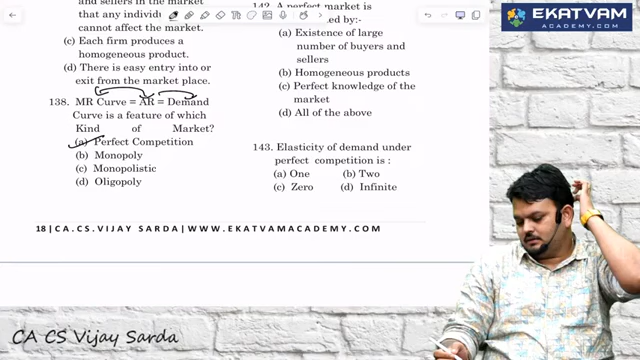 and sellers in the market
that any individ
cannot affect the market.
(c) Each firm produces a
homogeneous product.
(d) There is easy entry into or
exit from the market place.
138. MR Curve = AR = Demand
Curve is a feature of which
Kind of Market?
(a) Perfect Competition
(b) Monopoly
(c) Monopolistic
(d) Oligopoly
142. A perfect market is
ed by:-
(a) Existence of large
number of buyers and
sellers
(b) Homogeneous products
(c) Perfect knowledge of the
market
(d) All of the above
143. Elasticity of demand under
perfect competition is :
(a) One (b) Two
(c) Zero (d) Infinite
18|CA.CS.VIJAY SARDA|WWW.EKATVAMACADEMY.COM
EKATVAM
ACADEMY.COM
CA CS Vijay Sarda